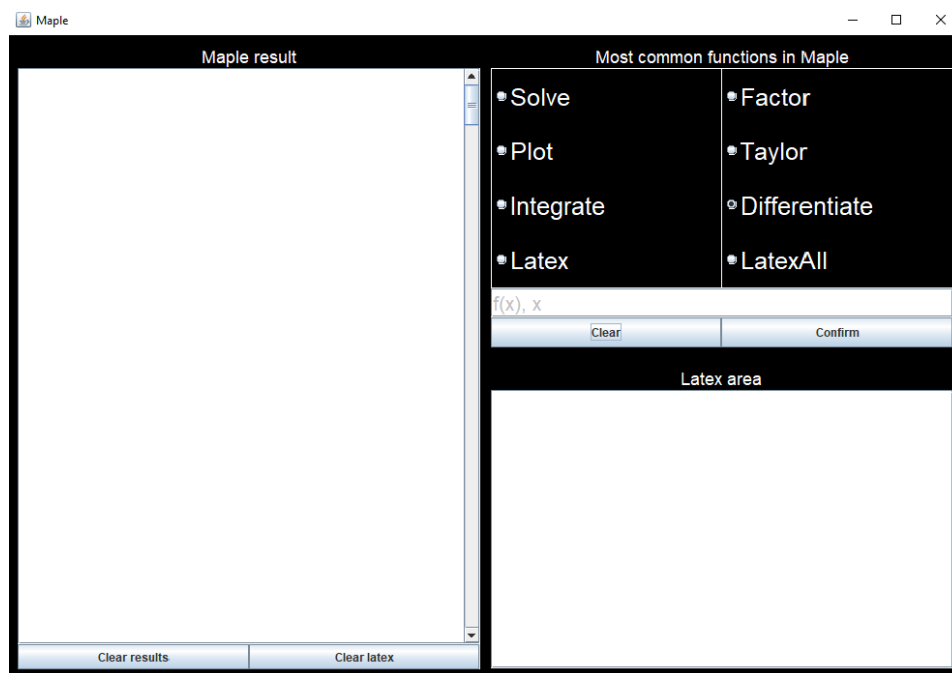 Maple
Maple result
Most common functions in Maple
Solve
Factor
Plot
Taylor
Integrate
Differentiate
Latex
LatexAll
f(x), x
Clear
Confirm
Latex area
Clear results
Clear latex